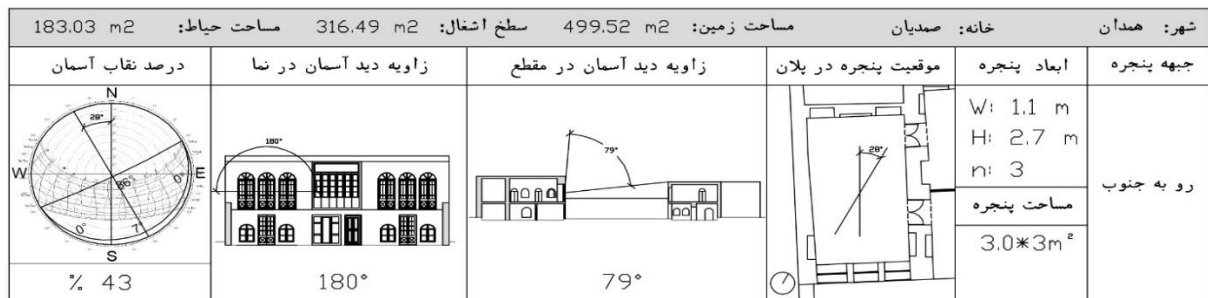 شهر: همدان خانه: صمدیان مساحت زمین: 499.52 m2 سطح اشغال: 316.49 m2 مساحت حیاط: 183.03 m2
جبهه پنجره ابعاد پنجره موقعیت پنجره در پلان زاویه دید آسمان در مقطع زاویه دید آسمان در نما درصد نقاب آسمان
رو به جنوب
W: 1.1 m
H: 2.7 m
n: 3
مساحت پنجره
3.0*3m²
28°
79°
79°
180°
180°
N
28°
W
E
86°
0°
0°
S
% 43